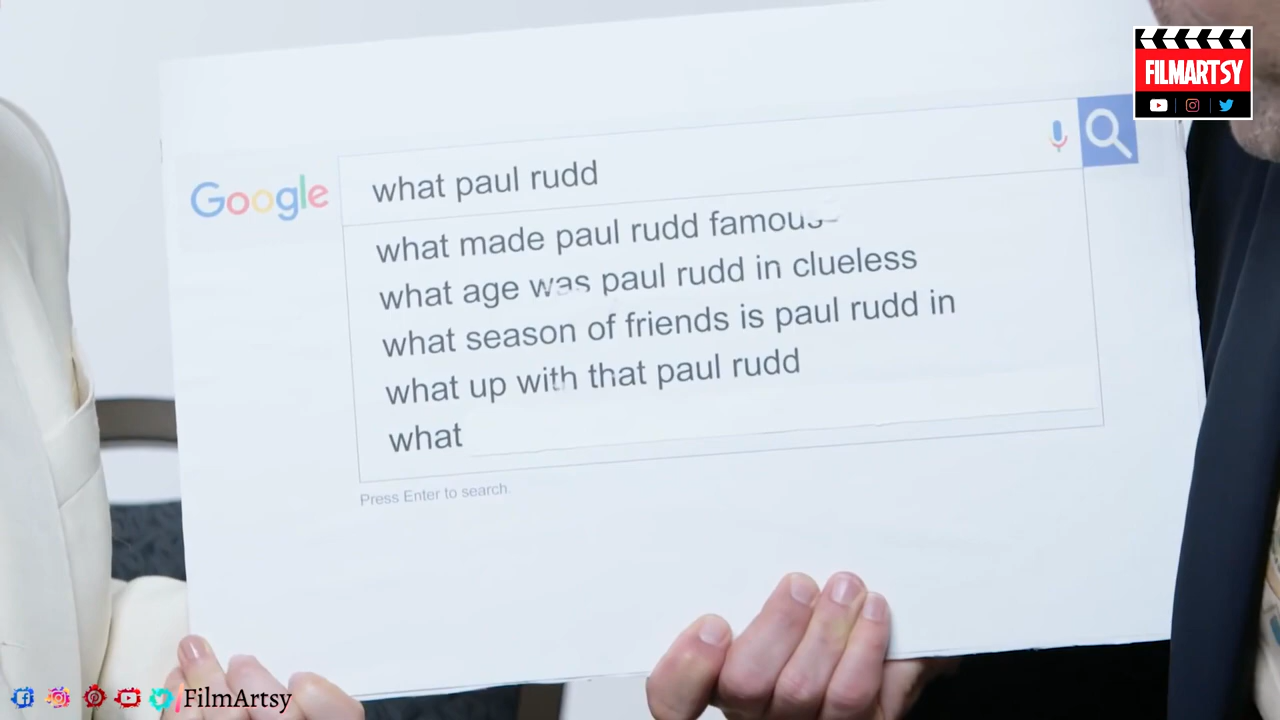 FILMARTSY
Google
what paul rudd
what made paul rudd famous
what age was paul rudd in clueless
what season of friends is paul rudd in
what up with that paul rudd
what
Press Enter to search.
FilmArtsy